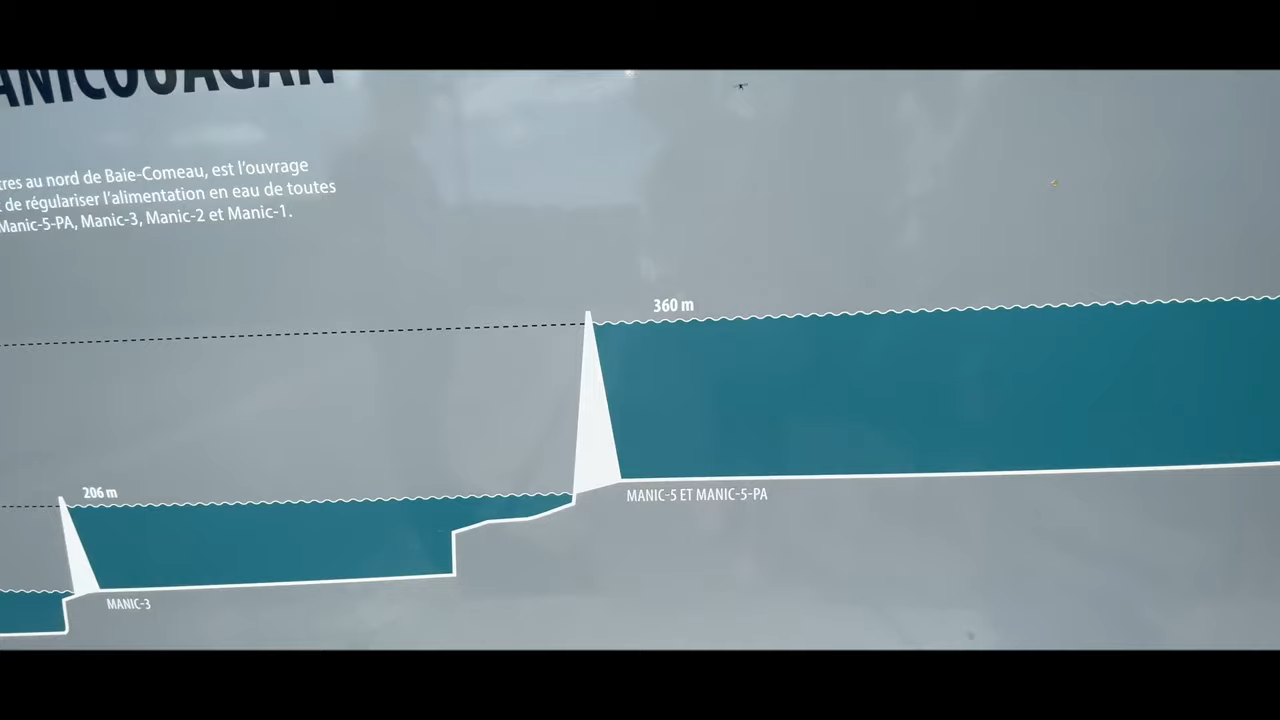 ANICOUAGAN
tres au nord de Baie-Comeau, est l'ouvrage
t de régulariser l'alimentation en eau de toutes
Manic-5-PA, Manic-3, Manic-2 et Manic-1.
360 m
206 m
MANIC-5 ET MANIC-5-PA
MANIC-3